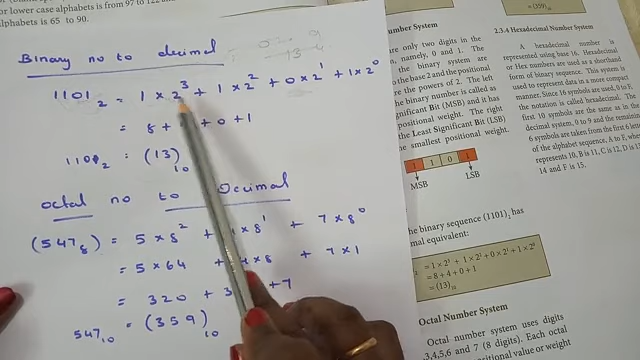 or lower case alphabets is from 97 to 122
alphabets is 65 to 90.
Binary no to decimal
1101₂ = 1 × 2³ + 1 × 2² + 0 × 2¹ + 1 × 2⁰
= 8 + + 0 + 1
1101₂ = (13)₁₀
octal no to Decimal
(547₈) = 5 × 8² + × 8¹ + 7 × 8⁰
= 5 × 64 + × 8 + 7 × 1
= 320 + 3 + 7
547₁₀ = (359)₁₀
umber System
are only two digits in the
, namely, 0 and 1. The
the binary system are
o the base 2 and the positional
the powers of 2. The left
the binary number is called as
ificant Bit (MSB) and it has
positional weight. The right
the Least Significant Bit (LSB)
e smallest positional weight.
1 1 0 1
MSB LSB
he binary sequence (1101)₂ has
mal equivalent:
= 1 × 2³ + 1 × 2² + 0 × 2¹ + 1 × 2⁰
= 8 + 4 + 0 + 1
= (13)₁₀
Octal Number System
Octal number system uses digits
,3,4,5,6 and 7 (8 digits). Each octal
positional value or weight
= (359)₁₀
2.3.4 Hexadecimal Number System
A hexadecimal number is
represented using base 16. Hexadecimal
or Hex numbers are used as a shorthand
form of binary sequence. This system is
used to represent data in a more compact
manner. Since 16 symbols are used, 0 to F,
the notation is called hexadecimal. The
first 10 symbols are the same as in the
decimal system, 0 to 9 and the remaining
6 symbols are taken from the first 6 letters
of the alphabet sequence, A to F, where
represents 10, B is 11, C is 12, D is
14 and F is 15.